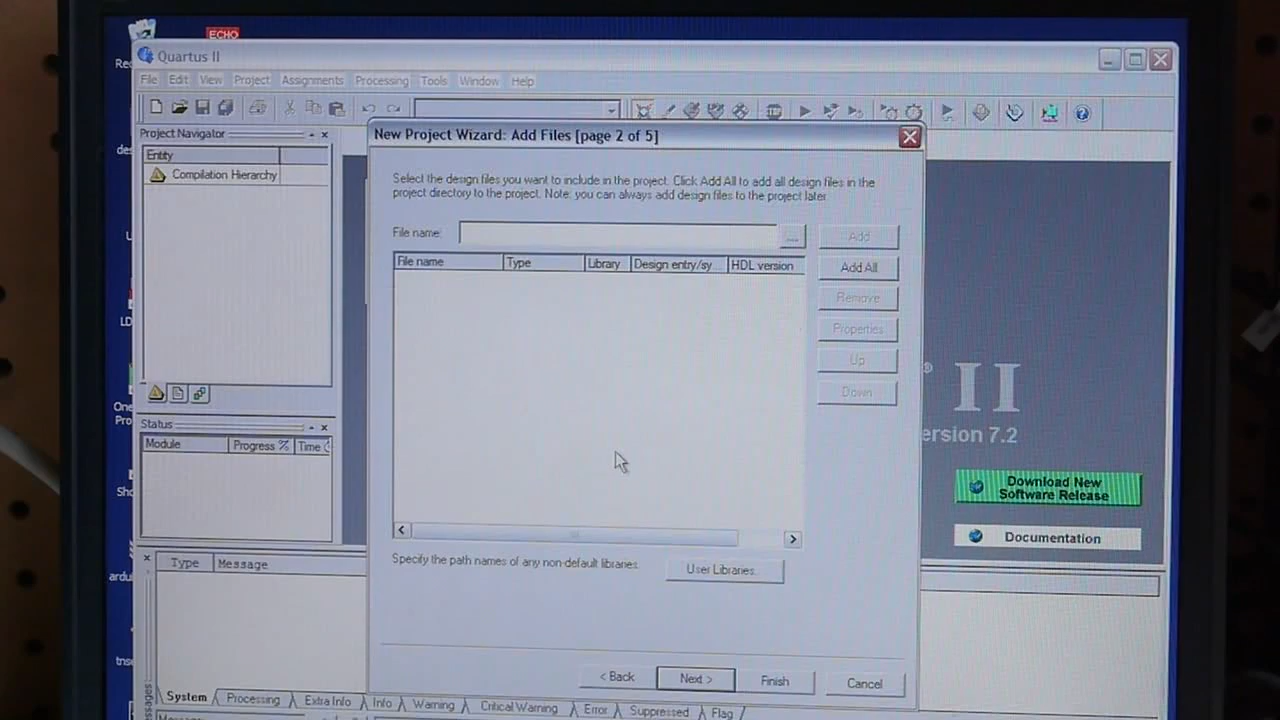 ECHO
Quartus II
File Edit View Project Assignments Processing Tools Window Help
Project Navigator
Entity
Compilation Hierarchy
New Project Wizard: Add Files [page 2 of 5]
Select the design files you want to include in the project. Click Add All to add all design files in the
project directory to the project. Note: you can always add design files to the project later.
File name:
...
Add
File name Type Library Design entry/sy... HDL version
Add All
Remove
Properties
Up
Down
II
ersion 7.2
Download New
Software Release
Documentation
Status
Module Progress % Time
Specify the path names of any non-default libraries.
User Libraries...
Type Message
< Back Next > Finish Cancel
System Processing Extra Info Info Warning Critical Warning Error Suppressed Flag